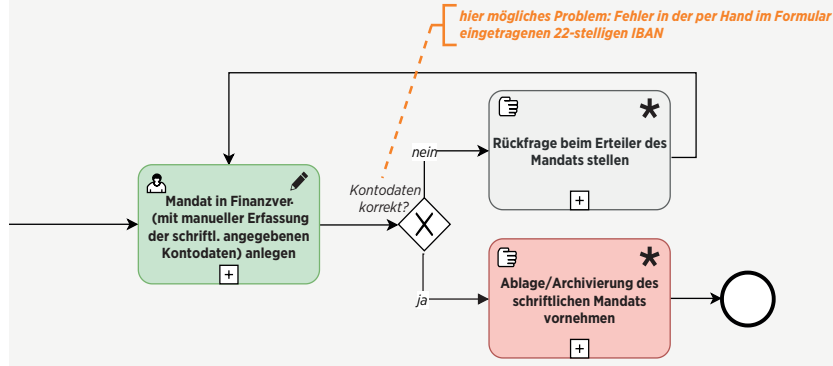 hier mögliches Problem: Fehler in der per Hand im Formular
eingetragenen 22-stelligen IBAN
nein
Rückfrage beim Erteiler des
Mandats stellen
Mandat in Finanzver.
(mit manueller Erfassung
der schriftl. angegebenen
Kontodaten) anlegen
Kontodaten
korrekt?
ja
Ablage/Archivierung des
schriftlichen Mandats
vornehmen